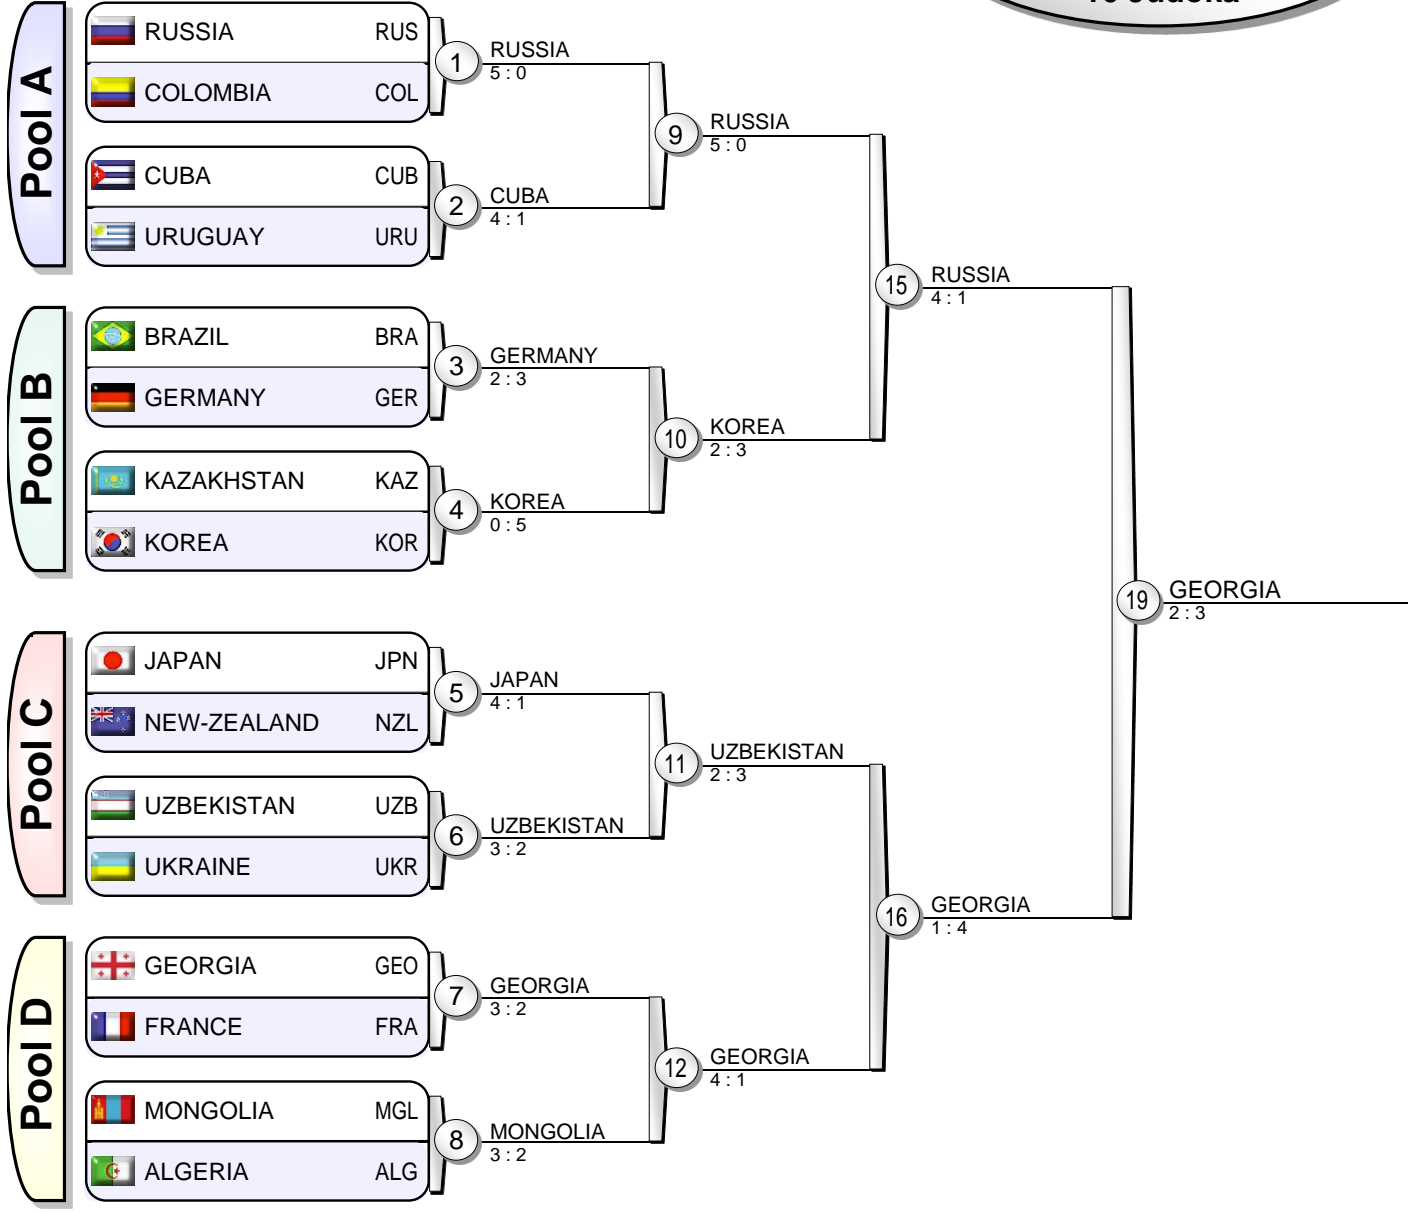 Judoka
Pool A
RUSSIA RUS
COLOMBIA COL
CUBA CUB
URUGUAY URU
1
RUSSIA
5 : 0
2
CUBA
4 : 1
9
RUSSIA
5 : 0
Pool B
BRAZIL BRA
GERMANY GER
KAZAKHSTAN KAZ
KOREA KOR
3
GERMANY
2 : 3
4
KOREA
0 : 5
10
KOREA
2 : 3
15
RUSSIA
4 : 1
Pool C
JAPAN JPN
NEW-ZEALAND NZL
UZBEKISTAN UZB
UKRAINE UKR
5
JAPAN
4 : 1
6
UZBEKISTAN
3 : 2
11
UZBEKISTAN
2 : 3
Pool D
GEORGIA GEO
FRANCE FRA
MONGOLIA MGL
ALGERIA ALG
7
GEORGIA
3 : 2
8
MONGOLIA
3 : 2
12
GEORGIA
4 : 1
16
GEORGIA
1 : 4
19
GEORGIA
2 : 3